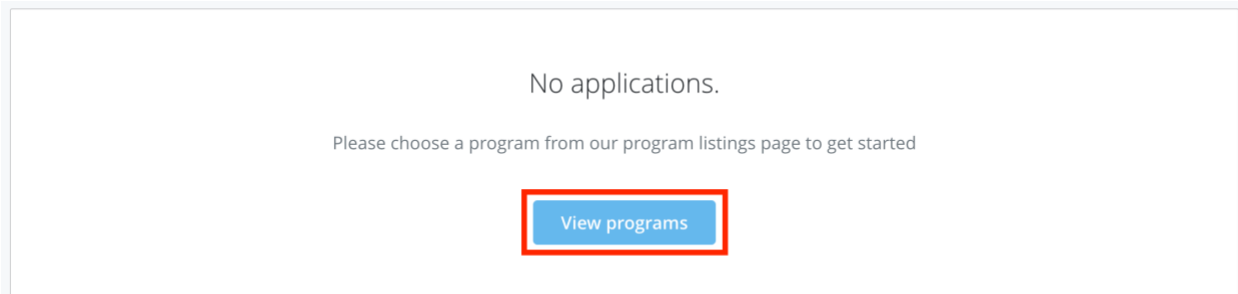 No applications.
Please choose a program from our program listings page to get started
View programs